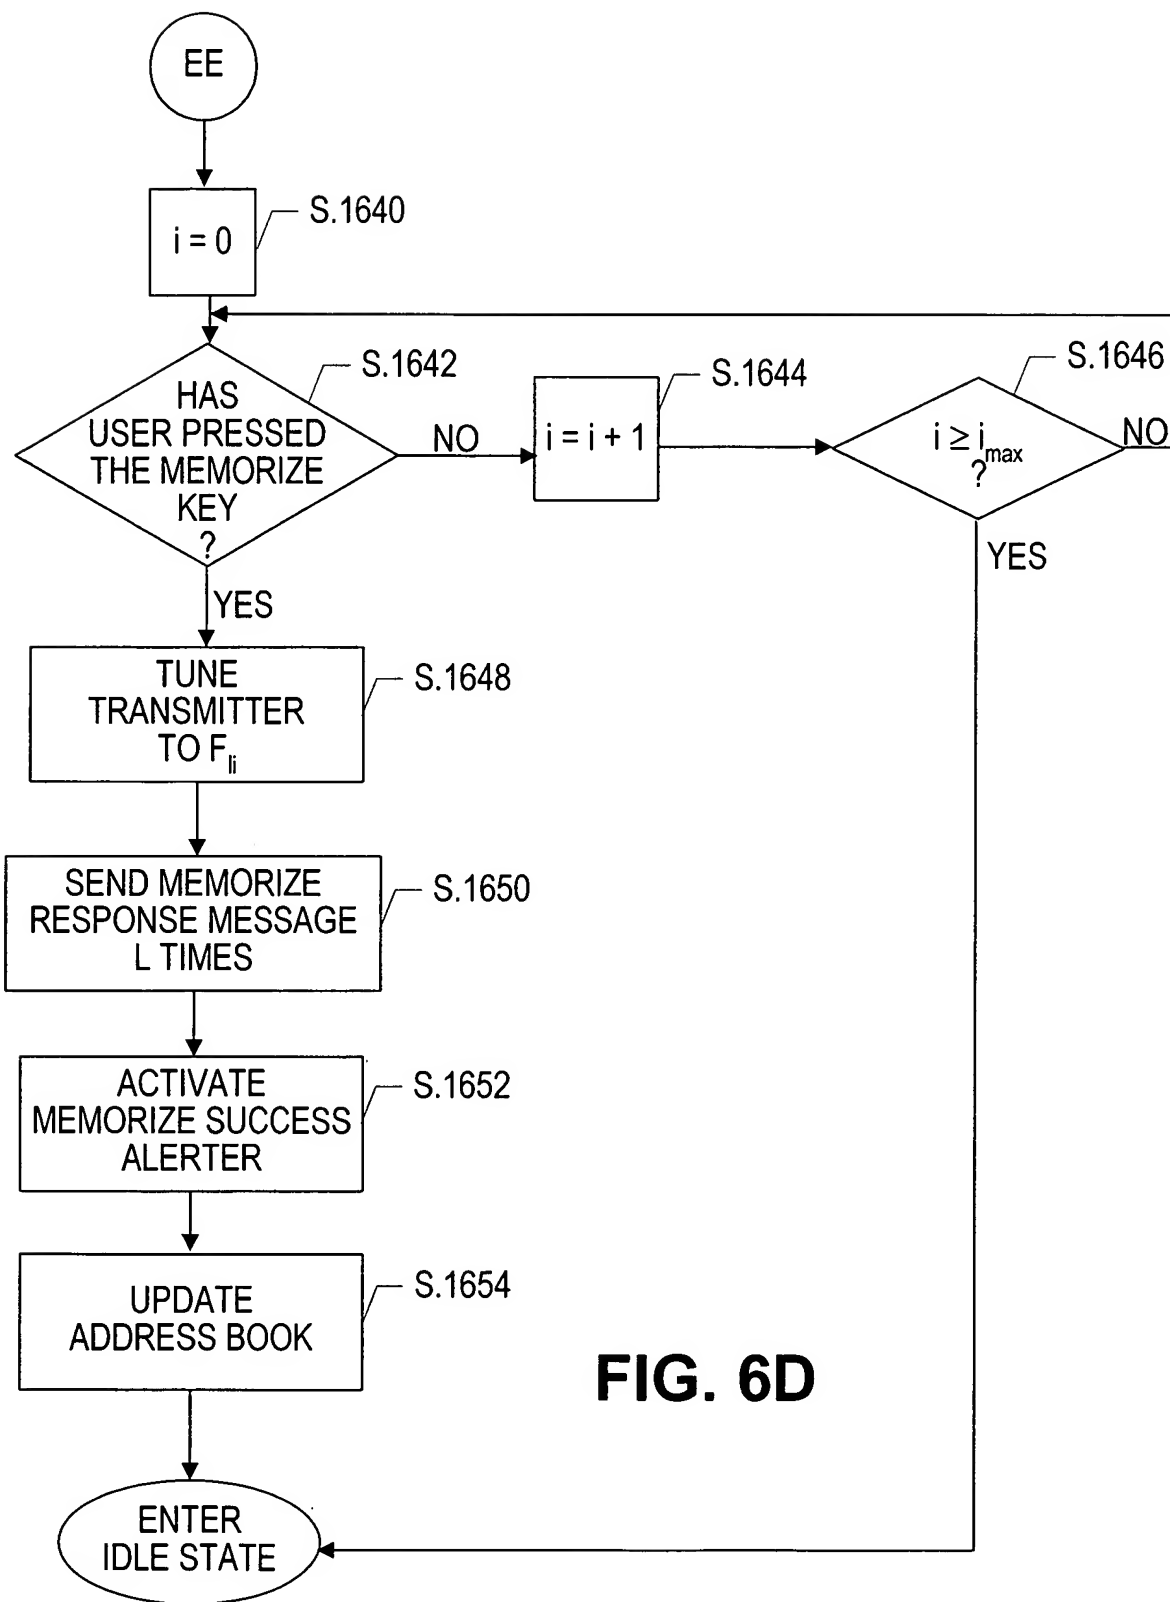 EE
i = 0
S.1640
HAS
USER PRESSED
THE MEMORIZE
KEY
?
S.1642
NO
i = i + 1
S.1644
i ≥ imax
?
S.1646
NO
YES
YES
TUNE
TRANSMITTER
TO Fli
S.1648
SEND MEMORIZE
RESPONSE MESSAGE
L TIMES
S.1650
ACTIVATE
MEMORIZE SUCCESS
ALERTER
S.1652
UPDATE
ADDRESS BOOK
S.1654
FIG. 6D
ENTER
IDLE STATE